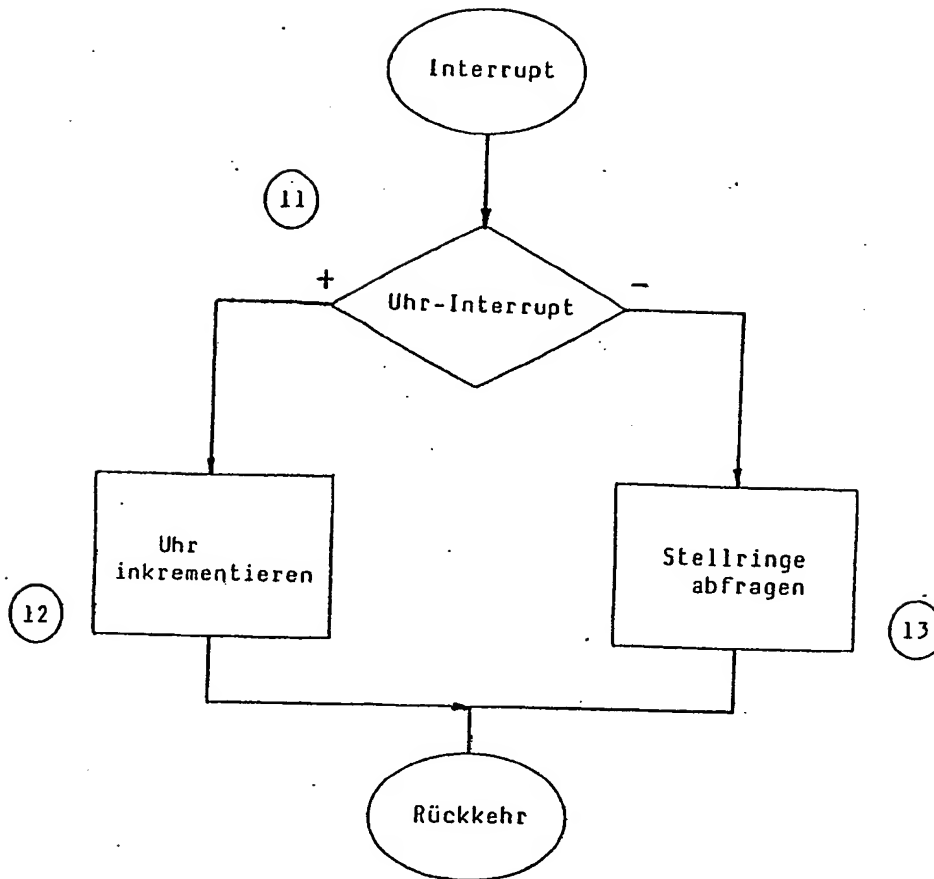 Interrupt
11
+
Uhr-Interrupt
-
Uhr
inkrementieren
12
Stellringe
abfragen
13
Rückkehr